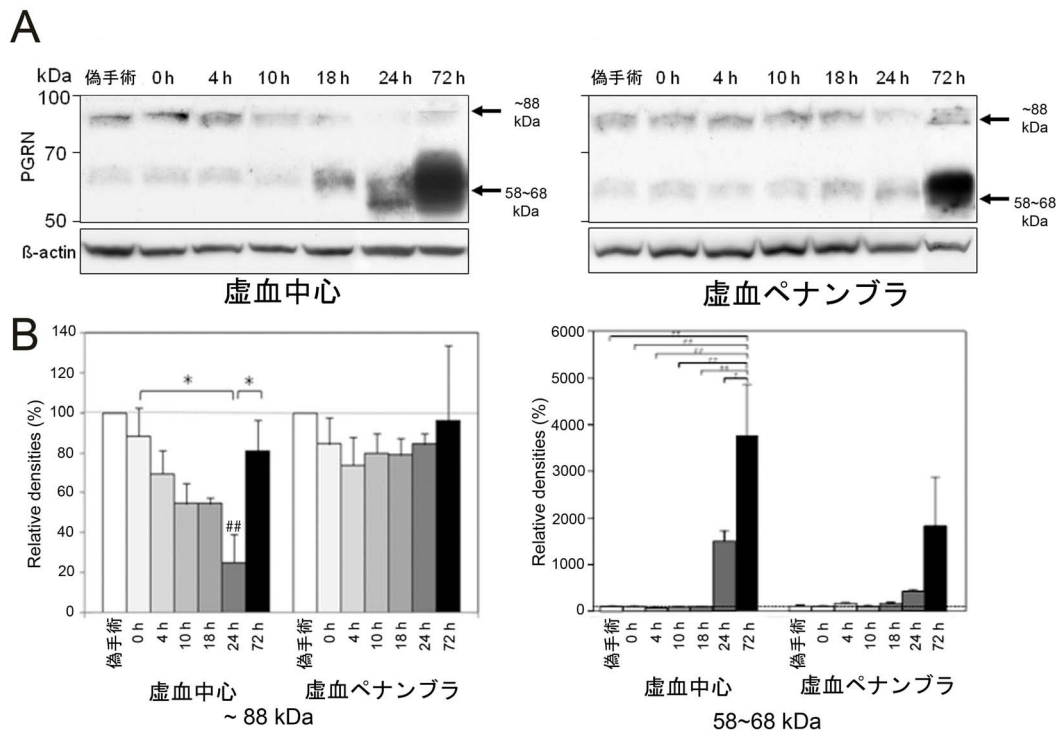 A
kDa 偽手術 0 h 4 h 10 h 18 h 24 h 72 h
100
70
50
PGRN
~88
kDa
58~68
kDa
ß-actin
虚血中心
偽手術 0 h 4 h 10 h 18 h 24 h 72 h
~88
kDa
58~68
kDa
虚血ペナンブラ
B
Relative densities (%)
140
120
100
80
60
40
20
0
* *
##
偽手術 0 h 4 h 10 h 18 h 24 h 72 h
偽手術 0 h 4 h 10 h 18 h 24 h 72 h
虚血中心 虚血ペナンブラ
~ 88 kDa
Relative densities (%)
6000
5000
4000
3000
2000
1000
0
偽手術 0 h 4 h 10 h 18 h 24 h 72 h
偽手術 0 h 4 h 10 h 18 h 24 h 72 h
虚血中心 虚血ペナンブラ
58~68 kDa